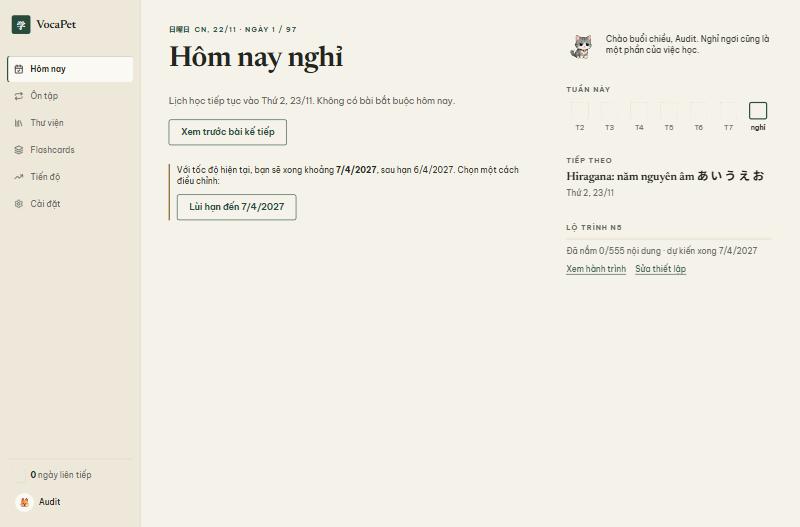 学 VocaPet
Hôm nay
Ôn tập
Thư viện
Flashcards
Tiến độ
Cài đặt
0 ngày liên tiếp
Audit
日曜日 CN, 22/11 · NGÀY 1 / 97
Hôm nay nghỉ
Lịch học tiếp tục vào Thứ 2, 23/11. Không có bài bắt buộc hôm nay.
Xem trước bài kế tiếp
Với tốc độ hiện tại, bạn sẽ xong khoảng 7/4/2027, sau hạn 6/4/2027. Chọn một cách
điều chỉnh:
Lùi hạn đến 7/4/2027
Chào buổi chiều, Audit. Nghỉ ngơi cũng là
một phần của việc học.
TUẦN NÀY
T2 T3 T4 T5 T6 T7 nghỉ
TIẾP THEO
Hiragana: năm nguyên âm あ い う え お
Thứ 2, 23/11
LỘ TRÌNH N5
Đã nắm 0/555 nội dung · dự kiến xong 7/4/2027
Xem hành trình Sửa thiết lập